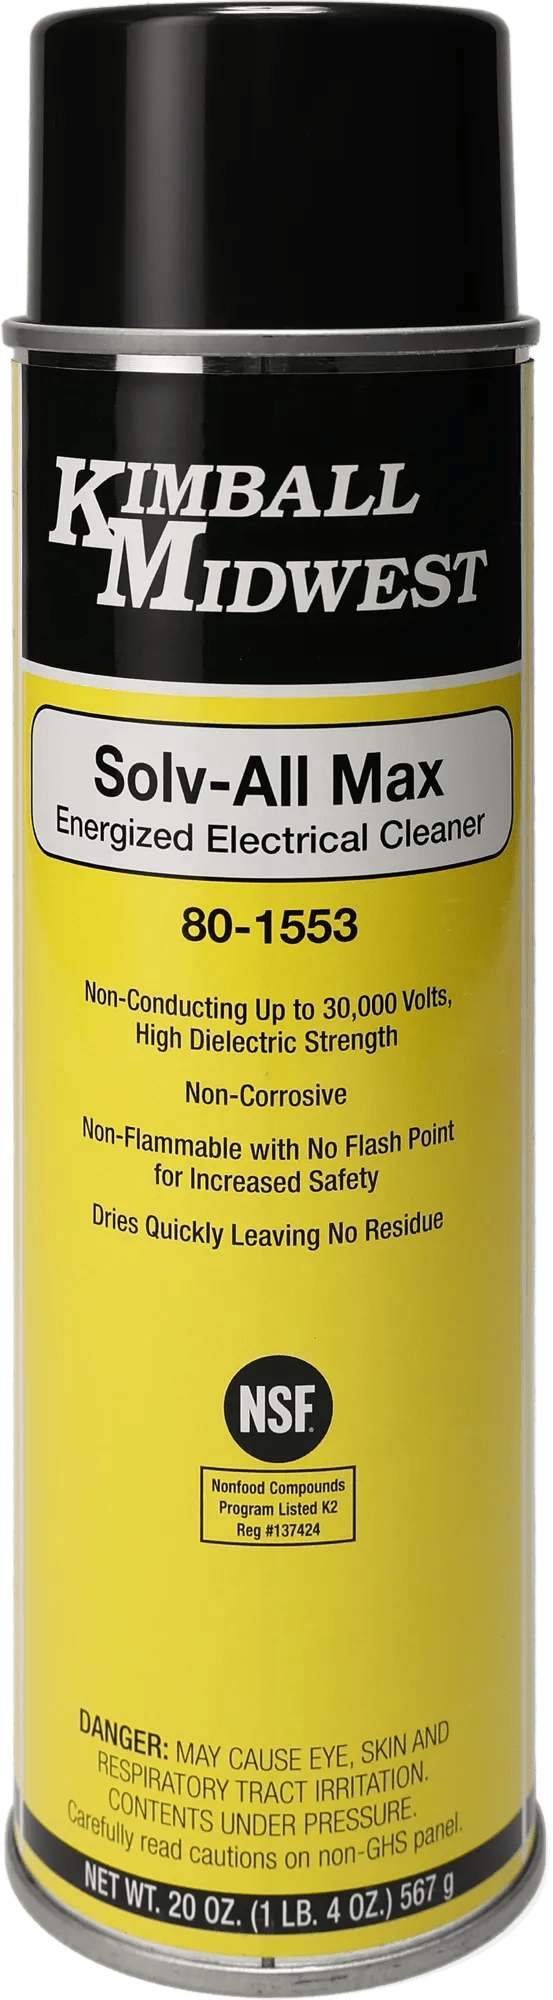 KIMBALL
MIDWEST
Solv-All Max
Energized Electrical Cleaner
80-1553
Non-Conducting Up to 30,000 Volts,
High Dielectric Strength
Non-Corrosive
Non-Flammable with No Flash Point
for Increased Safety
Dries Quickly Leaving No Residue
NSF®
Nonfood Compounds
Program Listed K2
Reg #137424
DANGER: MAY CAUSE EYE, SKIN AND
RESPIRATORY TRACT IRRITATION.
CONTENTS UNDER PRESSURE.
Carefully read cautions on non-GHS panel.
NET WT. 20 OZ. (1 LB. 4 OZ.) 567 g